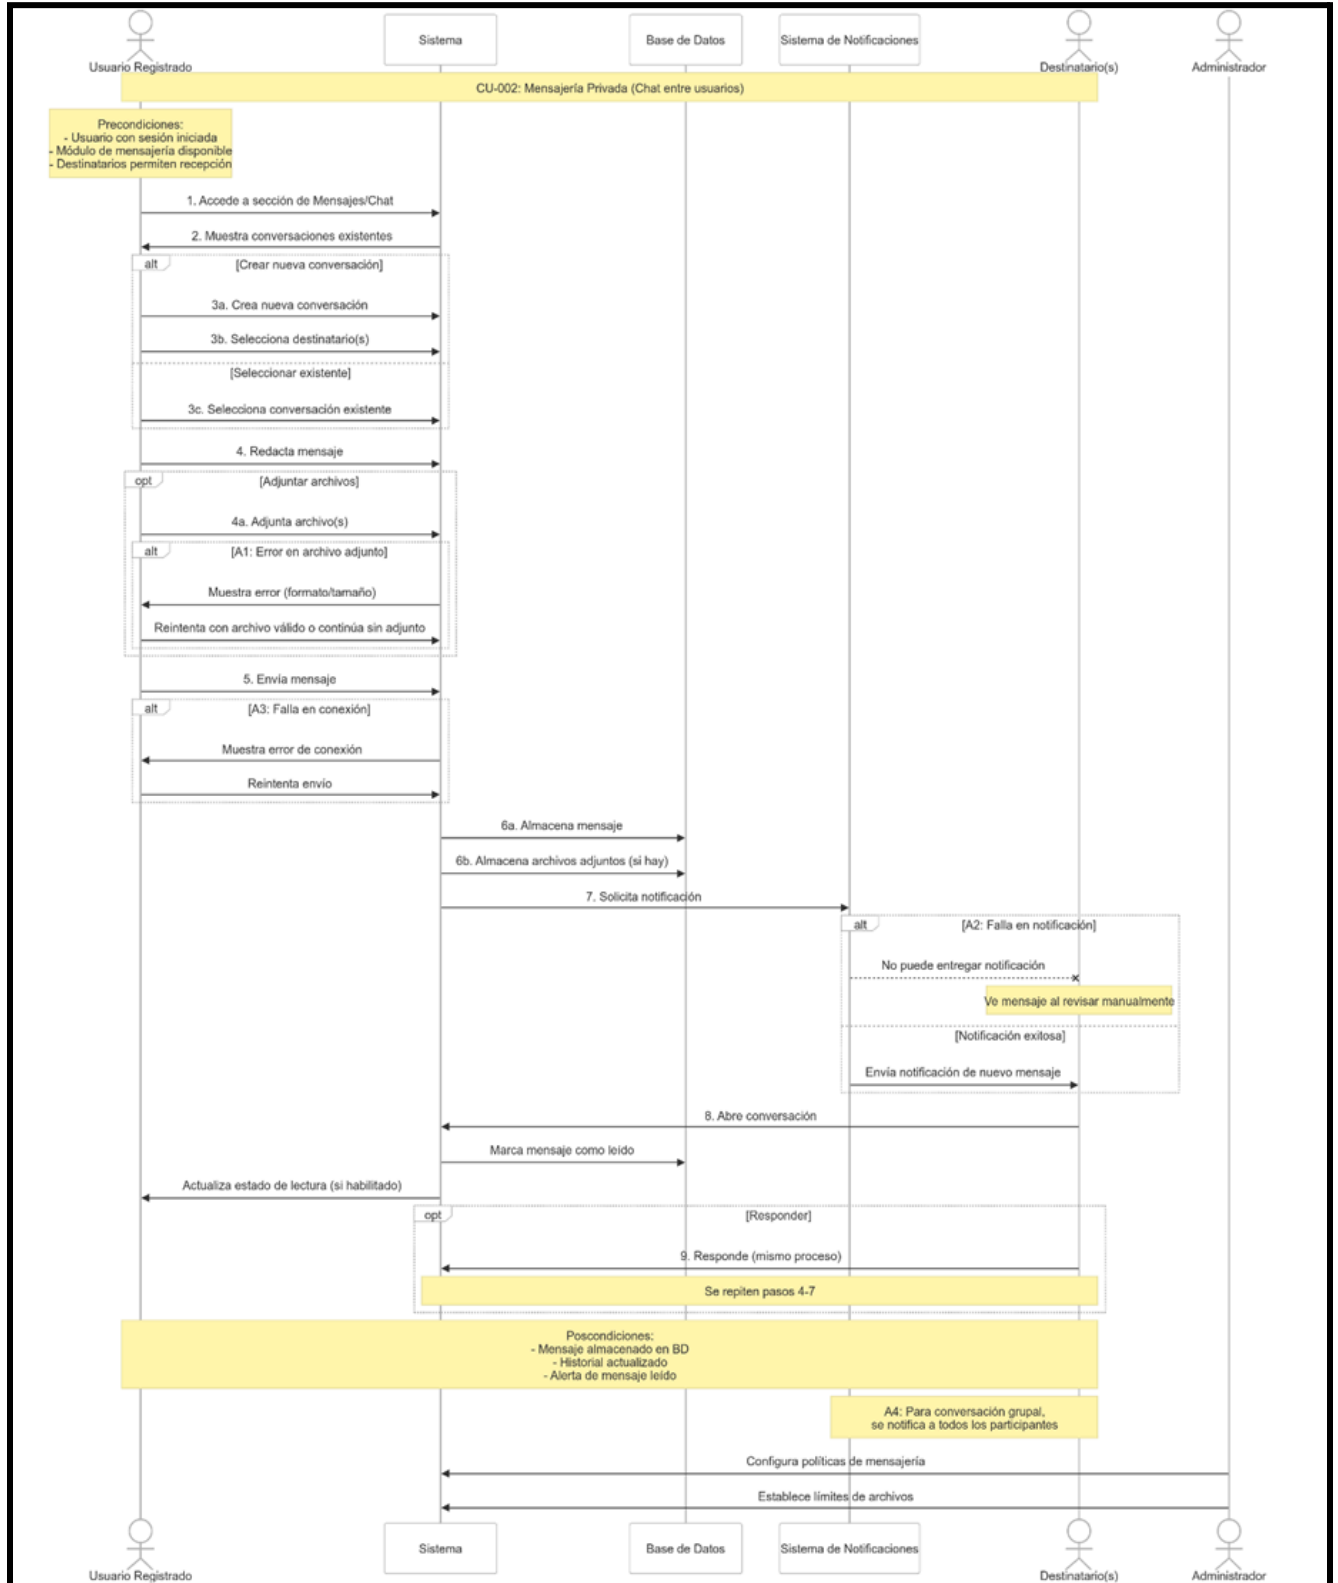 Usuario Registrado
Sistema
Base de Datos
Sistema de Notificaciones
Destinatario(s)
Administrador
CU-002: Mensajería Privada (Chat entre usuarios)
Precondiciones:
- Usuario con sesión iniciada
- Módulo de mensajería disponible
- Destinatarios permiten recepción
1. Accede a sección de Mensajes/Chat
2. Muestra conversaciones existentes
alt
[Crear nueva conversación]
3a. Crea nueva conversación
3b. Selecciona destinatario(s)
[Seleccionar existente]
3c. Selecciona conversación existente
4. Redacta mensaje
opt
[Adjuntar archivos]
4a. Adjunta archivo(s)
alt
[A1: Error en archivo adjunto]
Muestra error (formato/tamaño)
Reintenta con archivo válido o continúa sin adjunto
5. Envía mensaje
alt
[A3: Falla en conexión]
Muestra error de conexión
Reintenta envío
6a. Almacena mensaje
6b. Almacena archivos adjuntos (si hay)
7. Solicita notificación
alt
[A2: Falla en notificación]
No puede entregar notificación
Ve mensaje al revisar manualmente
[Notificación exitosa]
Envía notificación de nuevo mensaje
8. Abre conversación
Marca mensaje como leído
Actualiza estado de lectura (si habilitado)
opt
[Responder]
9. Responde (mismo proceso)
Se repiten pasos 4-7
Poscondiciones:
- Mensaje almacenado en BD
- Historial actualizado
- Alerta de mensaje leído
A4: Para conversación grupal,
se notifica a todos los participantes
Configura políticas de mensajería
Establece límites de archivos
Usuario Registrado
Sistema
Base de Datos
Sistema de Notificaciones
Destinatario(s)
Administrador